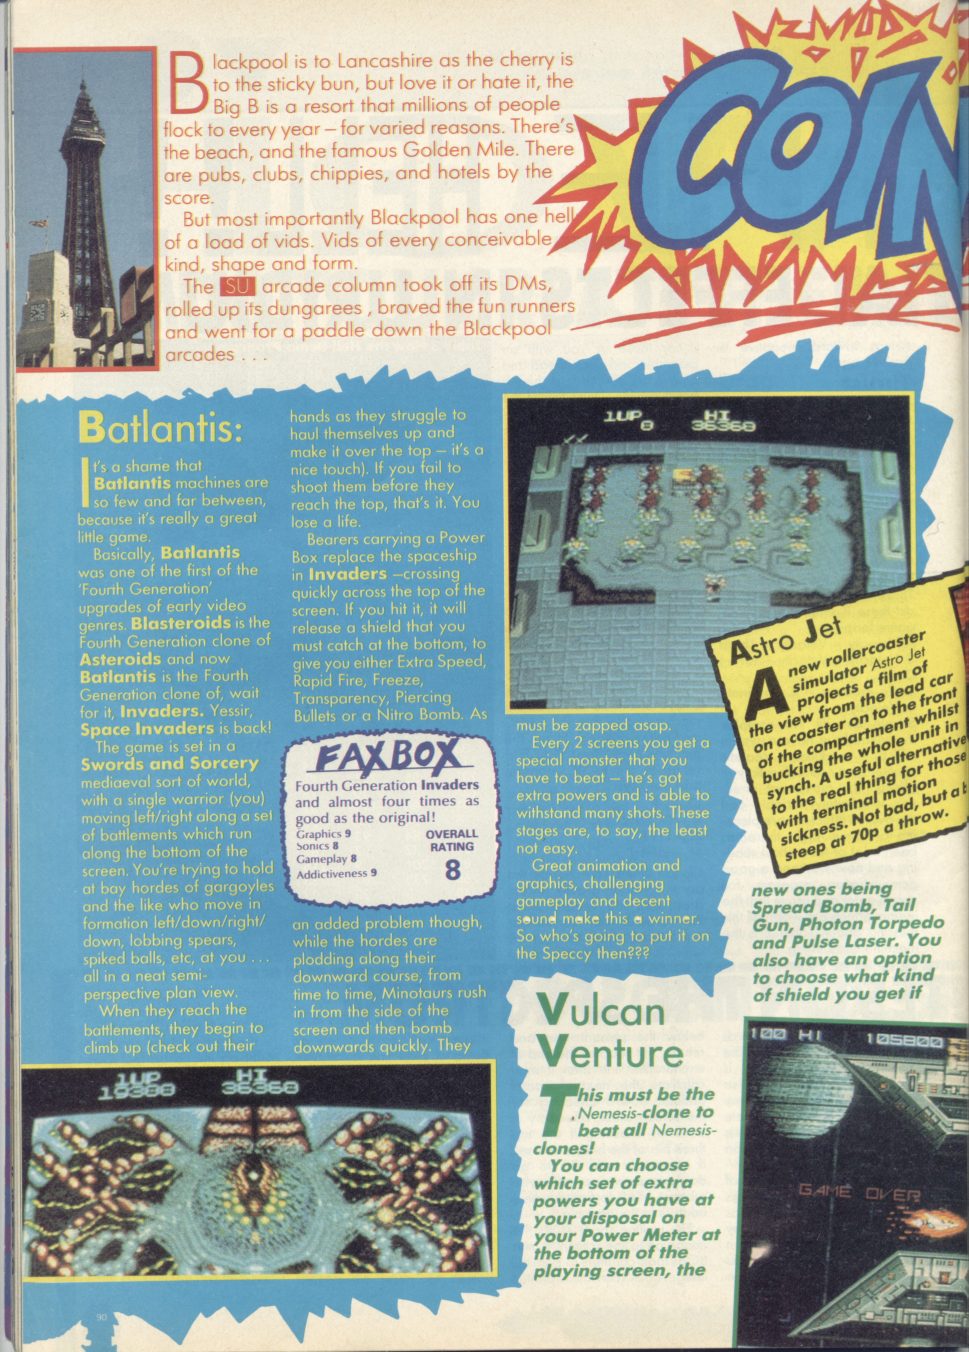 COIN
Blackpool is to Lancashire as the cherry is
to the sticky bun, but love it or hate it, the
Big B is a resort that millions of people
flock to every year – for varied reasons. There's
the beach, and the famous Golden Mile. There
are pubs, clubs, chippies, and hotels by the
score.
But most importantly Blackpool has one hell
of a load of vids. Vids of every conceivable
kind, shape and form.
The SU arcade column took off its DMs,
rolled up its dungarees , braved the fun runners
and went for a paddle down the Blackpool
arcades . . .
Batlantis:
It's a shame that
Batlantis machines are
so few and far between,
because it's really a great
little game.
Basically, Batlantis
was one of the first of the
'Fourth Generation'
upgrades of early video
genres. Blasteroids is the
Fourth Generation clone of
Asteroids and now
Batlantis is the Fourth
Generation clone of, wait
for it, Invaders. Yessir,
Space Invaders is back!
The game is set in a
Swords and Sorcery
mediaeval sort of world,
with a single warrior (you)
moving left/right along a set
of battlements which run
along the bottom of the
screen. You're trying to hold
at bay hordes of gargoyles
and the like who move in
formation left/down/right/
down, lobbing spears,
spiked balls, etc, at you . . .
all in a neat semi-
perspective plan view.
When they reach the
battlements, they begin to
climb up (check out their
hands as they struggle to
haul themselves up and
make it over the top – it's a
nice touch). If you fail to
shoot them before they
reach the top, that's it. You
lose a life.
Bearers carrying a Power
Box replace the spaceship
in Invaders –crossing
quickly across the top of the
screen. If you hit it, it will
release a shield that you
must catch at the bottom, to
give you either Extra Speed,
Rapid Fire, Freeze,
Transparency, Piercing
Bullets or a Nitro Bomb. As
FAXBOX
Fourth Generation Invaders
and almost four times as
good as the original!
Graphics 9
Sonics 8
Gameplay 8
Addictiveness 9
OVERALL
RATING
8
an added problem though,
while the hordes are
plodding along their
downward course, from
time to time, Minotaurs rush
in from the side of the
screen and then bomb
downwards quickly. They
1UP HI
0 36360
must be zapped asap.
Every 2 screens you get a
special monster that you
have to beat – he's got
extra powers and is able to
withstand many shots. These
stages are, to say, the least
not easy.
Great animation and
graphics, challenging
gameplay and decent
sound make this a winner.
So who's going to put it on
the Speccy then???
1UP HI
19380 36360
Astro Jet
A new rollercoaster
simulator Astro Jet
projects a film of
the view from the lead car
on a coaster on to the front
of the compartment whilst
bucking the whole unit in
synch. A useful alternative
to the real thing for those
with terminal motion
sickness. Not bad, but a
steep at 70p a throw.
Vulcan
Venture
This must be the
Nemesis-clone to
beat all Nemesis-
clones!
You can choose
which set of extra
powers you have at
your disposal on
your Power Meter at
the bottom of the
playing screen, the
new ones being
Spread Bomb, Tail
Gun, Photon Torpedo
and Pulse Laser. You
also have an option
to choose what kind
of shield you get if
100 HI 105800
GAME OVER
90